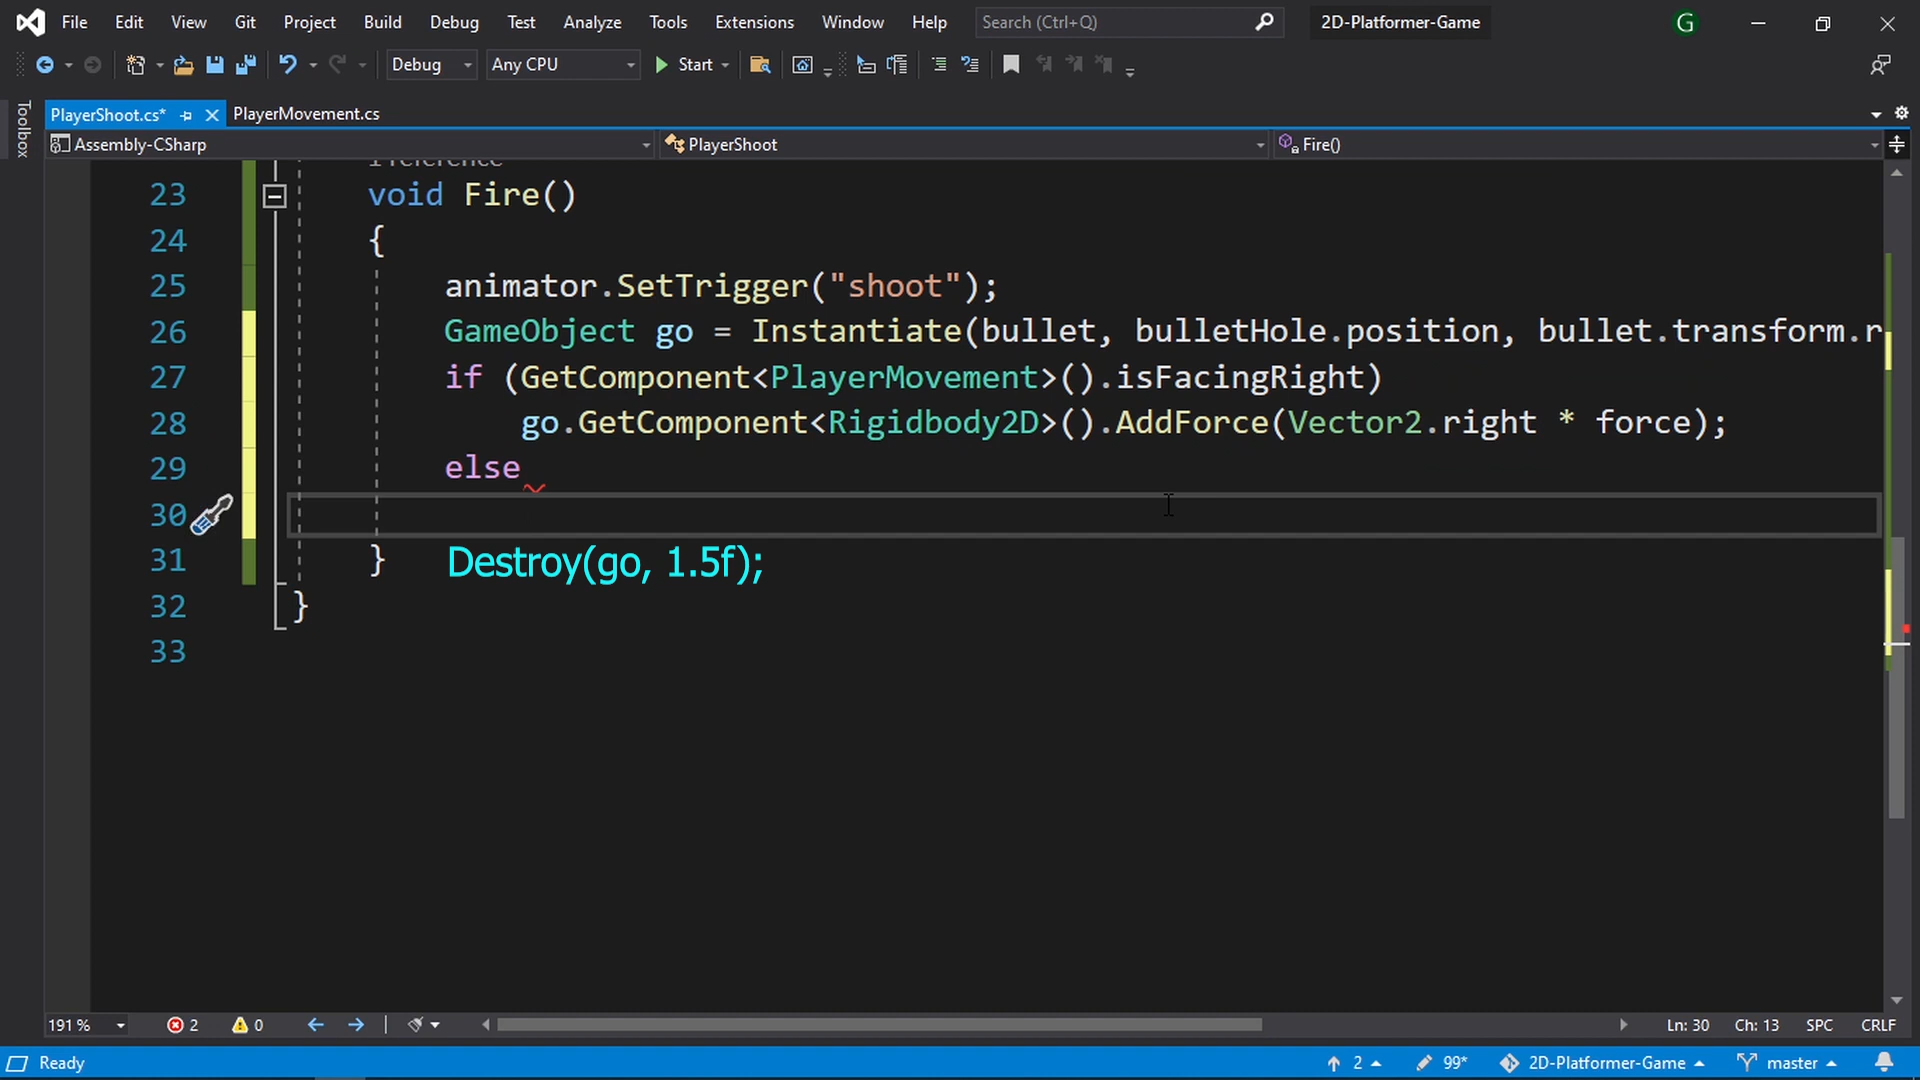 File Edit View Git Project Build Debug Test Analyze Tools Extensions Window Help Search (Ctrl+Q) 2D-Platformer-Game G
Debug Any CPU Start
Toolbox
PlayerShoot.cs* PlayerMovement.cs
Assembly-CSharp PlayerShoot Fire()
23 void Fire()
24 {
25 animator.SetTrigger("shoot");
26 GameObject go = Instantiate(bullet, bulletHole.position, bullet.transform.r
27 if (GetComponent<PlayerMovement>().isFacingRight)
28 go.GetComponent<Rigidbody2D>().AddForce(Vector2.right * force);
29 else
30
31 } Destroy(go, 1.5f);
32 }
33
191 % 2 0 Ln: 30 Ch: 13 SPC CRLF
Ready 2 99* 2D-Platformer-Game master